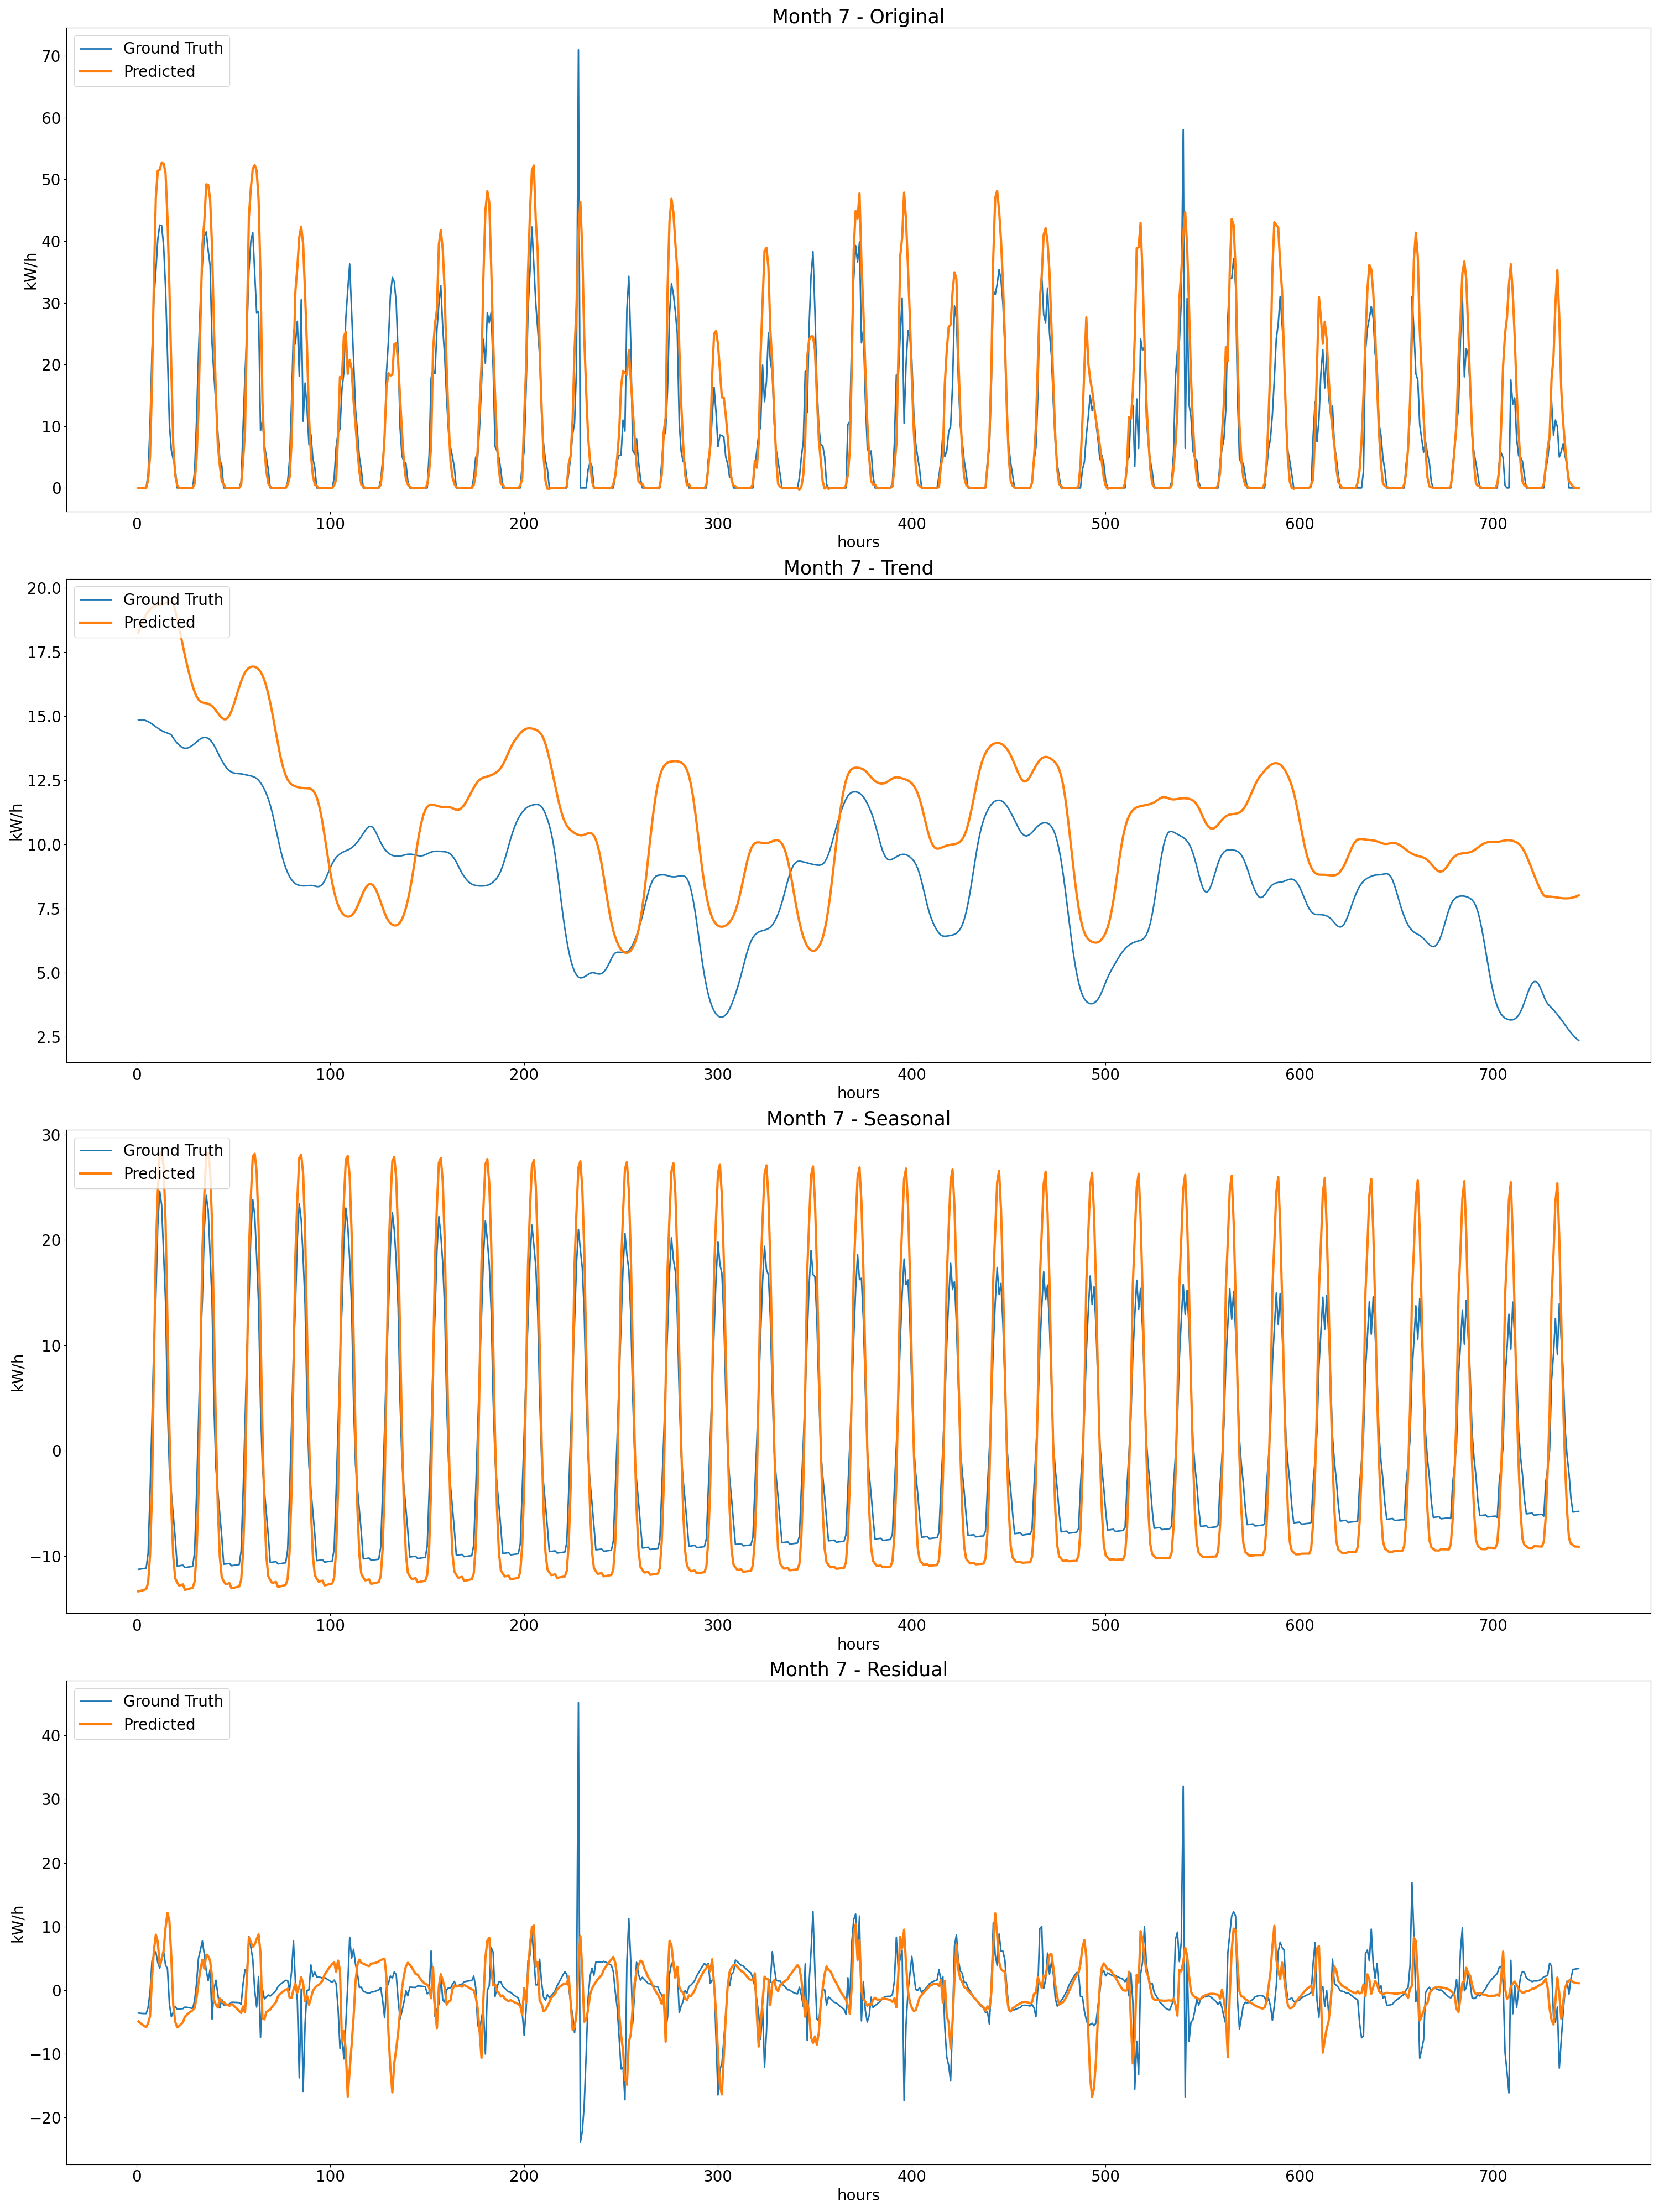 Month 7 - Original
Ground Truth
Predicted
kW/h
70
60
50
40
30
20
10
0
0 100 200 300 400 500 600 700
hours
Month 7 - Trend
Ground Truth
Predicted
kW/h
20.0
17.5
15.0
12.5
10.0
7.5
5.0
2.5
0 100 200 300 400 500 600 700
hours
Month 7 - Seasonal
Ground Truth
Predicted
kW/h
30
20
10
0
−10
0 100 200 300 400 500 600 700
hours
Month 7 - Residual
Ground Truth
Predicted
kW/h
40
30
20
10
0
−10
−20
0 100 200 300 400 500 600 700
hours